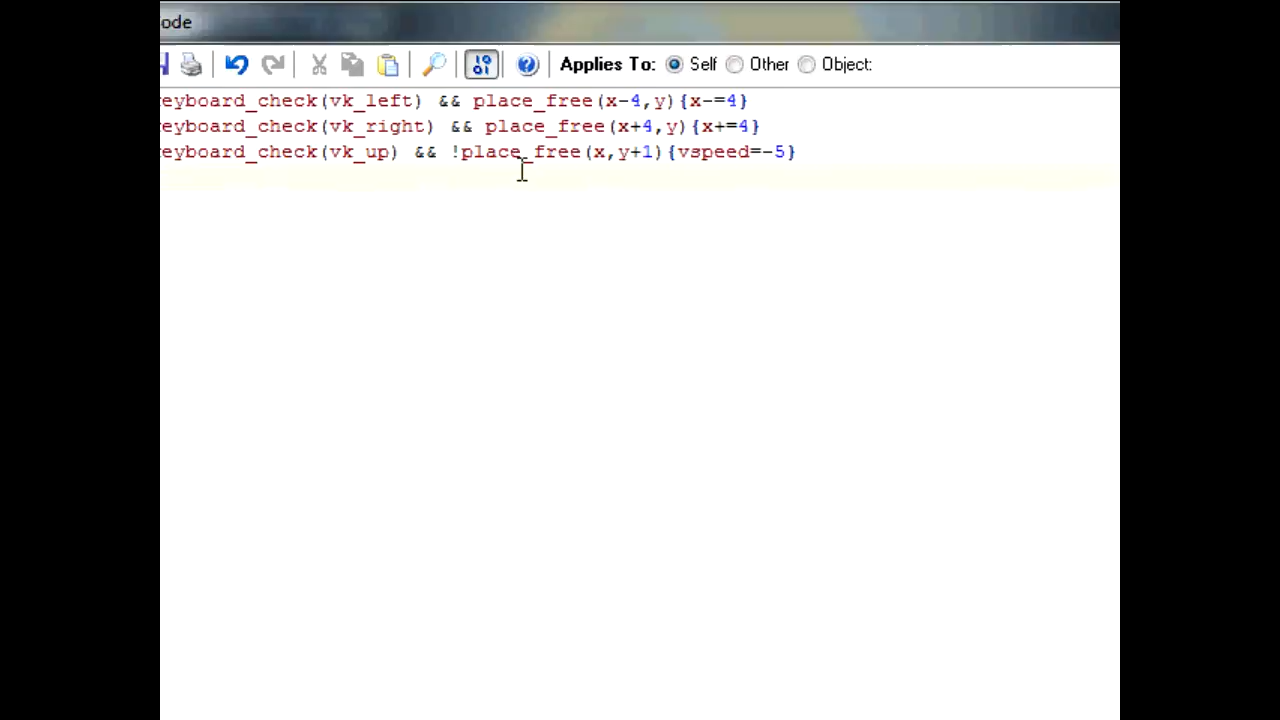 ode
Applies To: Self Other Object:
eyboard_check(vk_left) && place_free(x-4,y){x-=4}
eyboard_check(vk_right) && place_free(x+4,y){x+=4}
eyboard_check(vk_up) && !place_free(x,y+1){vspeed=-5}